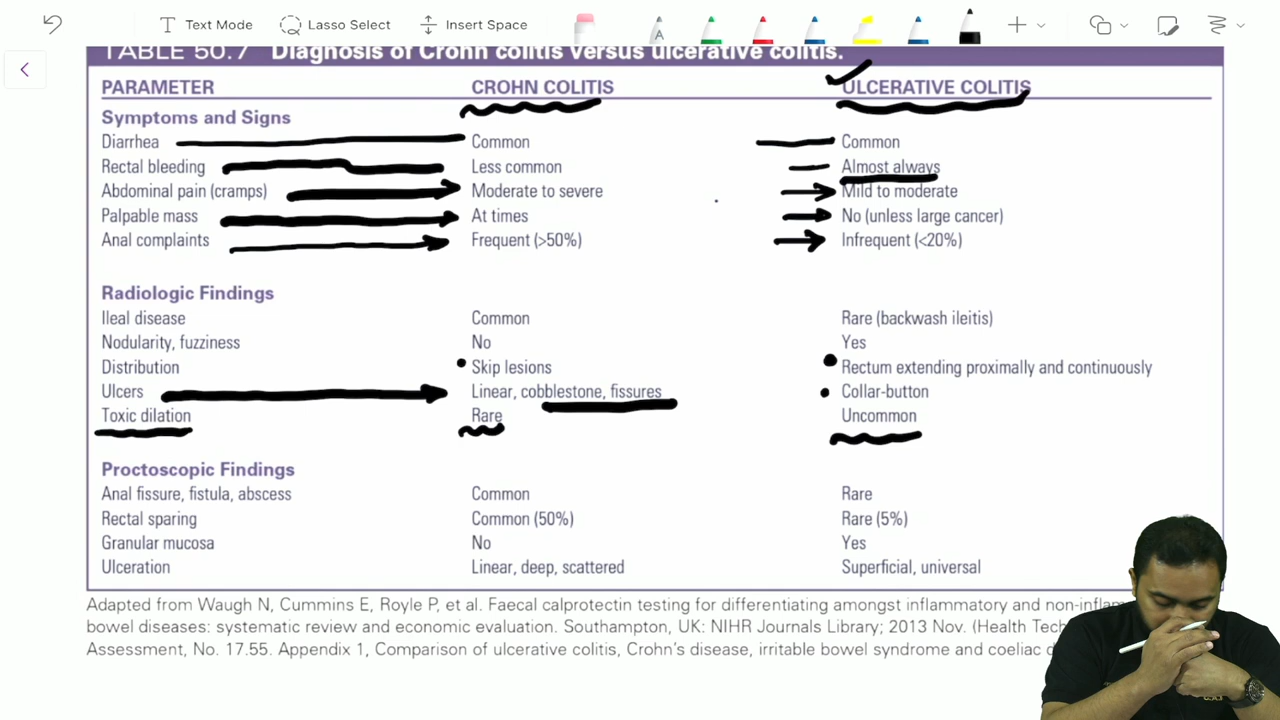 Text Mode Lasso Select Insert Space
TABLE 50.7 Diagnosis of Crohn colitis versus ulcerative colitis.
PARAMETER CROHN COLITIS ULCERATIVE COLITIS
Symptoms and Signs
Diarrhea Common Common
Rectal bleeding Less common Almost always
Abdominal pain (cramps) Moderate to severe Mild to moderate
Palpable mass At times No (unless large cancer)
Anal complaints Frequent (>50%) Infrequent (<20%)
Radiologic Findings
Ileal disease Common Rare (backwash ileitis)
Nodularity, fuzziness No Yes
Distribution Skip lesions Rectum extending proximally and continuously
Ulcers Linear, cobblestone, fissures Collar-button
Toxic dilation Rare Uncommon
Proctoscopic Findings
Anal fissure, fistula, abscess Common Rare
Rectal sparing Common (50%) Rare (5%)
Granular mucosa No Yes
Ulceration Linear, deep, scattered Superficial, universal
Adapted from Waugh N, Cummins E, Royle P, et al. Faecal calprotectin testing for differentiating amongst inflammatory and
bowel diseases: systematic review and economic evaluation. Southampton, UK: NIHR Journals Library; 2013 Nov. (Health
Assessment, No. 17.55. Appendix 1, Comparison of ulcerative colitis, Crohn's disease, irritable bowel syndrome and coeliac